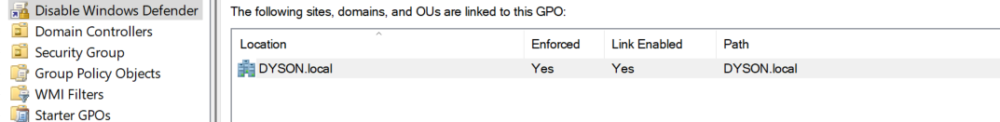 Disable Windows Defender
Domain Controllers
Security Group
Group Policy Objects
WMI Filters
Starter GPOs
The following sites, domains, and OUs are linked to this GPO:
Location Enforced Link Enabled Path
DYSON.local Yes Yes DYSON.local